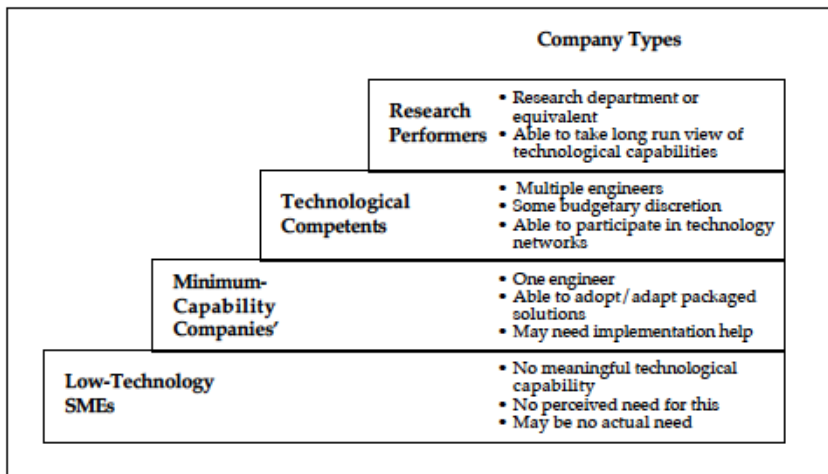 Company Types
Research
Performers
• Research department or
equivalent
• Able to take long run view of
technological capabilities
Technological
Competents
• Multiple engineers
• Some budgetary discretion
• Able to participate in technology
networks
Minimum-
Capability
Companies’
• One engineer
• Able to adopt/adapt packaged
solutions
• May need implementation help
Low-Technology
SMEs
• No meaningful technological
capability
• No perceived need for this
• May be no actual need